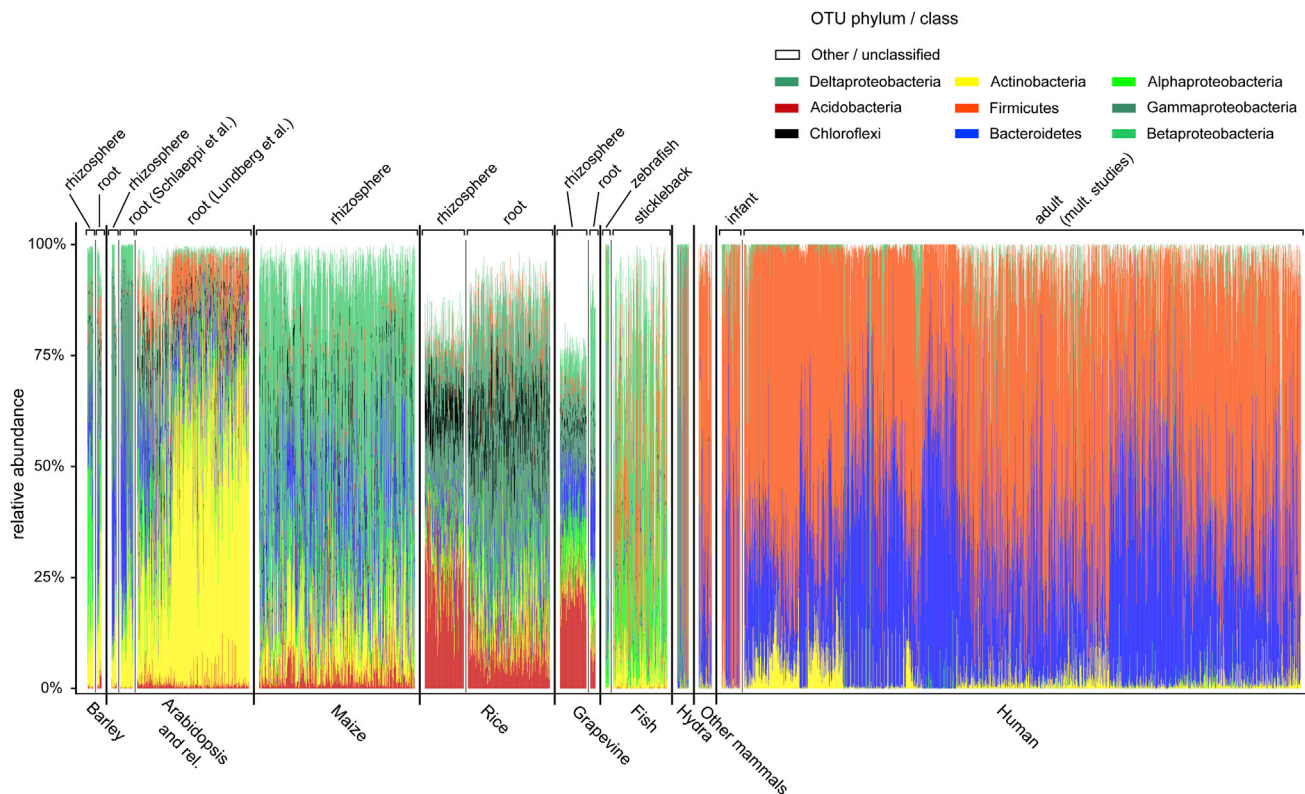 OTU phylum / class
Other / unclassified
Deltaproteobacteria
Actinobacteria
Alphaproteobacteria
Acidobacteria
Firmicutes
Gammaproteobacteria
Chloroflexi
Bacteroidetes
Betaproteobacteria
rhizosphere
root
rhizosphere
root (Schlaeppi et al.)
root (Lundberg et al.)
rhizosphere
rhizosphere
root
rhizosphere
root
zebrafish
stickleback
infant
adult
(mult. studies)
relative abundance
100%
75%
50%
25%
0%
Barley
Arabidopsis
and rel.
Maize
Rice
Grapevine
Fish
Hydra
Other mammals
Human